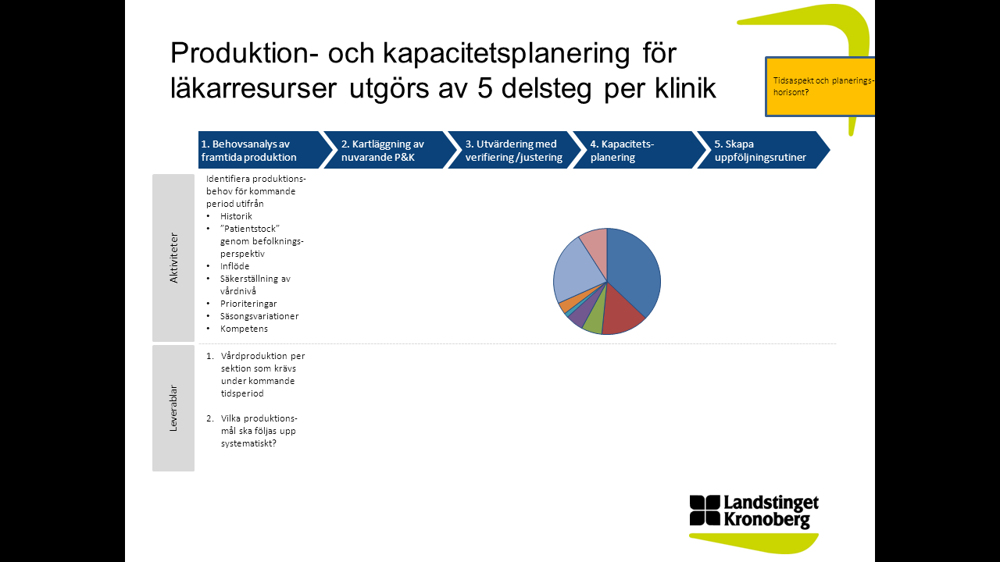 Produktion- och kapacitetsplanering för
läkarresurser utgörs av 5 delsteg per klinik
Tidsaspekt och planerings-
horisont?
1. Behovsanalys av
framtida produktion
2. Kartläggning av
nuvarande P&K
3. Utvärdering med
verifiering /justering
4. Kapacitets-
planering
5. Skapa
uppföljningsrutiner
Aktiviteter
Identifiera produktions-
behov för kommande
period utifrån
• Historik
• ”Patientstock”
genom befolknings-
perspektiv
• Inflöde
• Säkerställning av
vårdnivå
• Prioriteringar
• Säsongsvariationer
• Kompetens
Leverablar
1. Vårdproduktion per
sektion som krävs
under kommande
tidsperiod
2. Vilka produktions-
mål ska följas upp
systematiskt?
Landstinget
Kronoberg